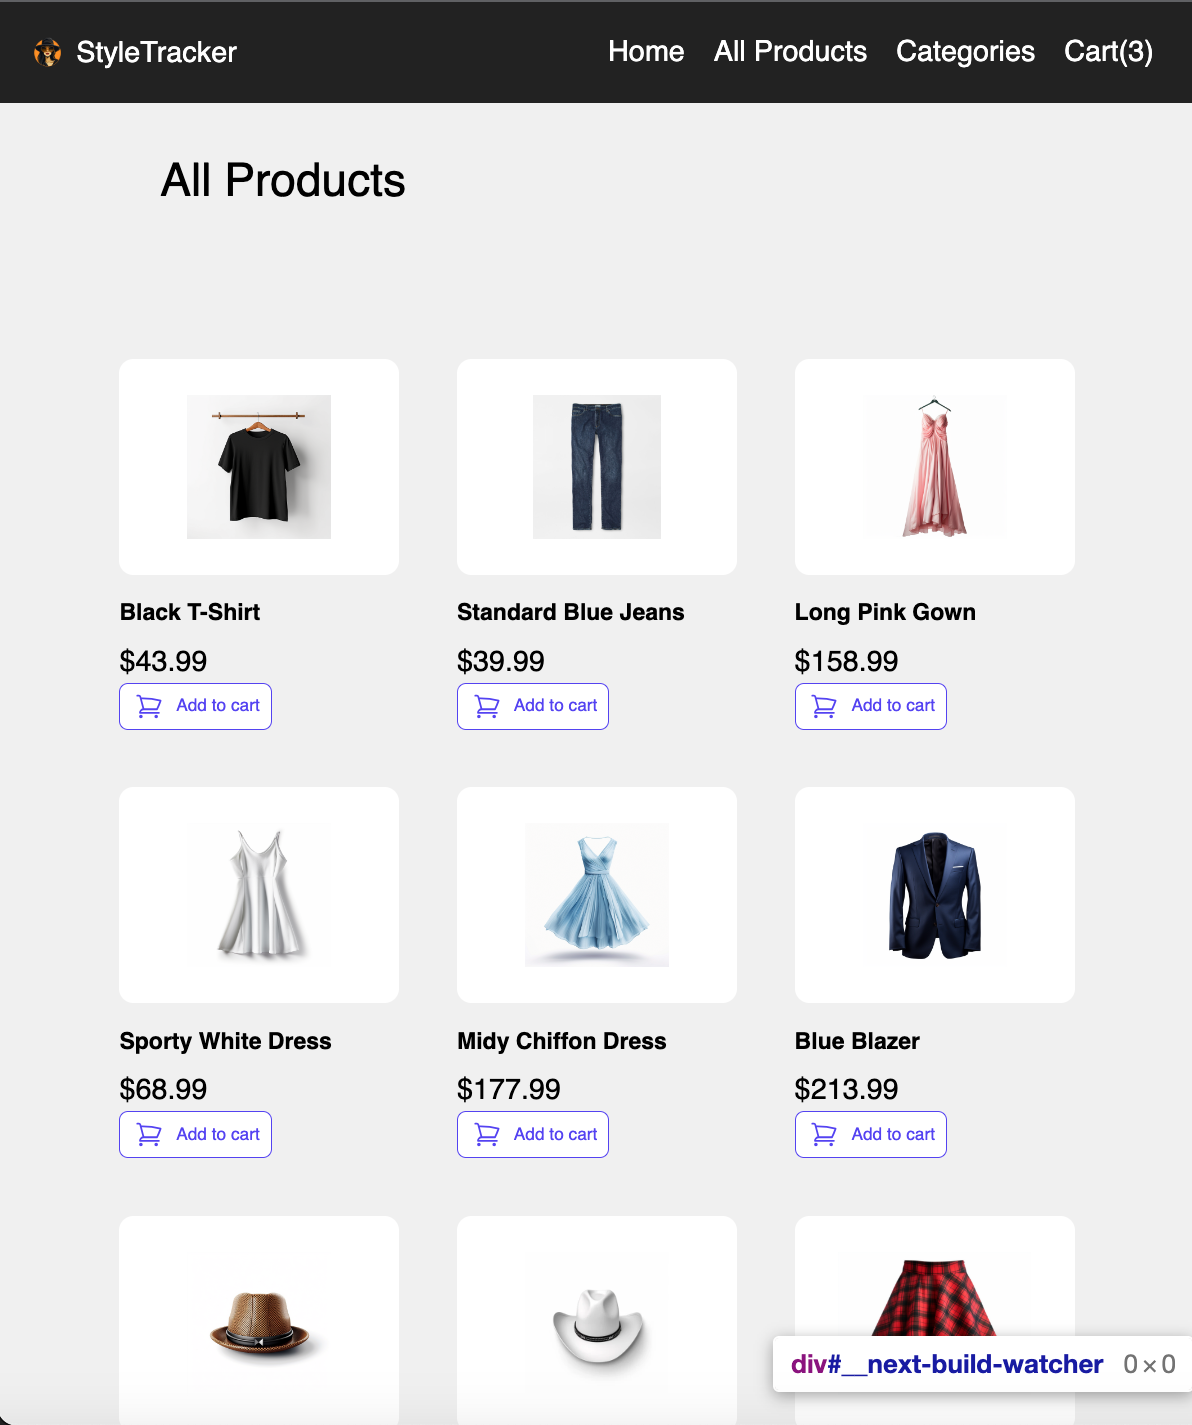 StyleTracker Home All Products Categories Cart(3)
All Products
Black T-Shirt Standard Blue Jeans Long Pink Gown
$43.99 $39.99 $158.99
Add to cart Add to cart Add to cart
Sporty White Dress Midy Chiffon Dress Blue Blazer
$68.99 $177.99 $213.99
Add to cart Add to cart Add to cart
div#__next-build-watcher 0×0